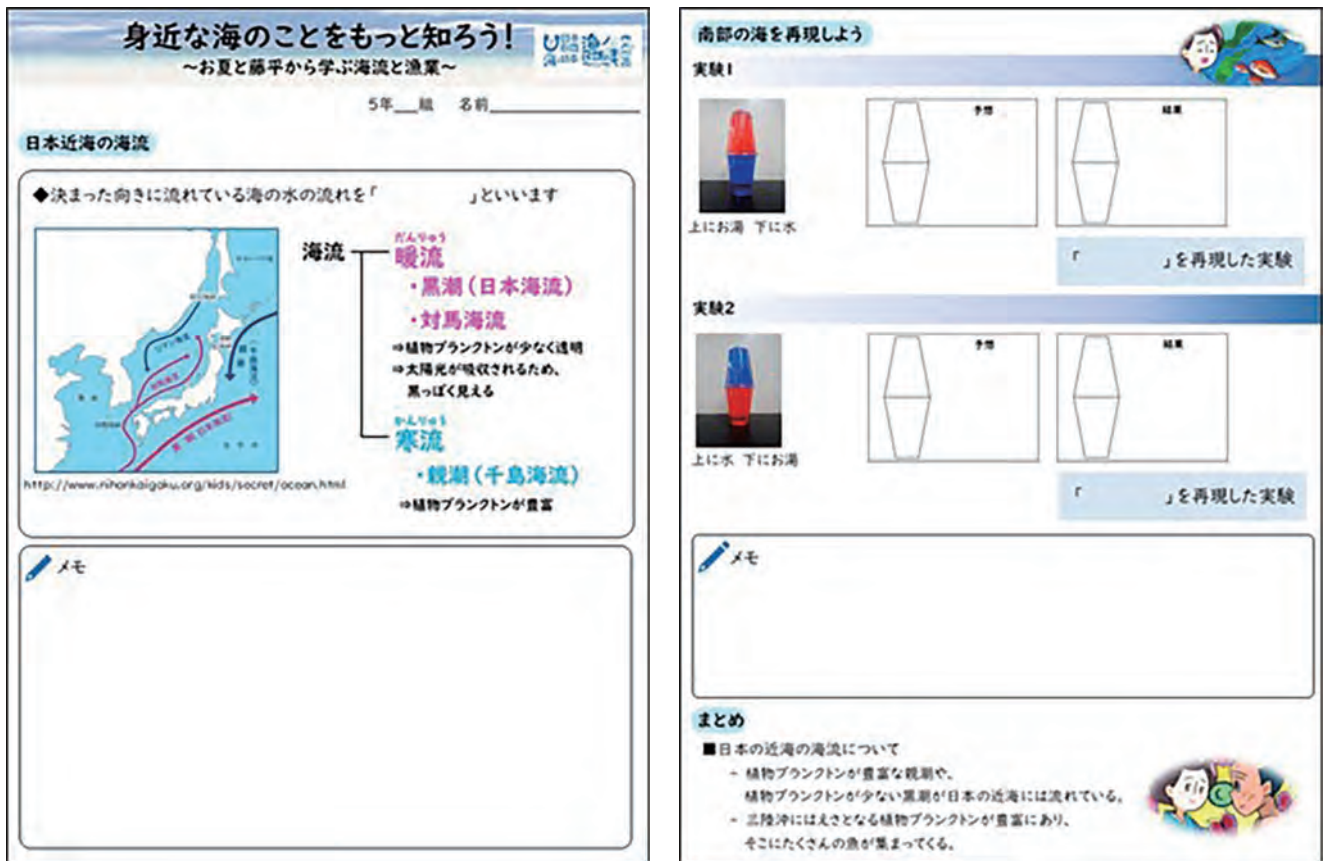 身近な海のことをもっと知ろう!
~お夏と藤平から学ぶ海流と漁業~
5年___組 名前
日本近海の海流
◆決まった向きに流れている海の水の流れを「 」といいます
海流
だんりゅう
暖流
・黒潮(日本海流)
・対馬海流
⇒植物プランクトンが少なく透明
⇒太陽光が吸収されるため、
黒っぽく見える
かんりゅう
寒流
・親潮(千島海流)
⇒植物プランクトンが豊富
リマン海流
対馬海流
黒潮(日本海流)
http://www.nihonkaigaku.org/kids/secret/ocean.html
メモ
南部の海を再現しよう
実験1
予想
結果
上にお湯 下に水
「 」を再現した実験
実験2
予想
結果
上に水 下にお湯
「 」を再現した実験
メモ
まとめ
■日本の近海の海流について
- 植物プランクトンが豊富な親潮や、
植物プランクトンが少ない黒潮が日本の近海には流れている。
- 三陸沖にはえさとなる植物プランクトンが豊富にあり、
そこにたくさんの魚が集まってくる。